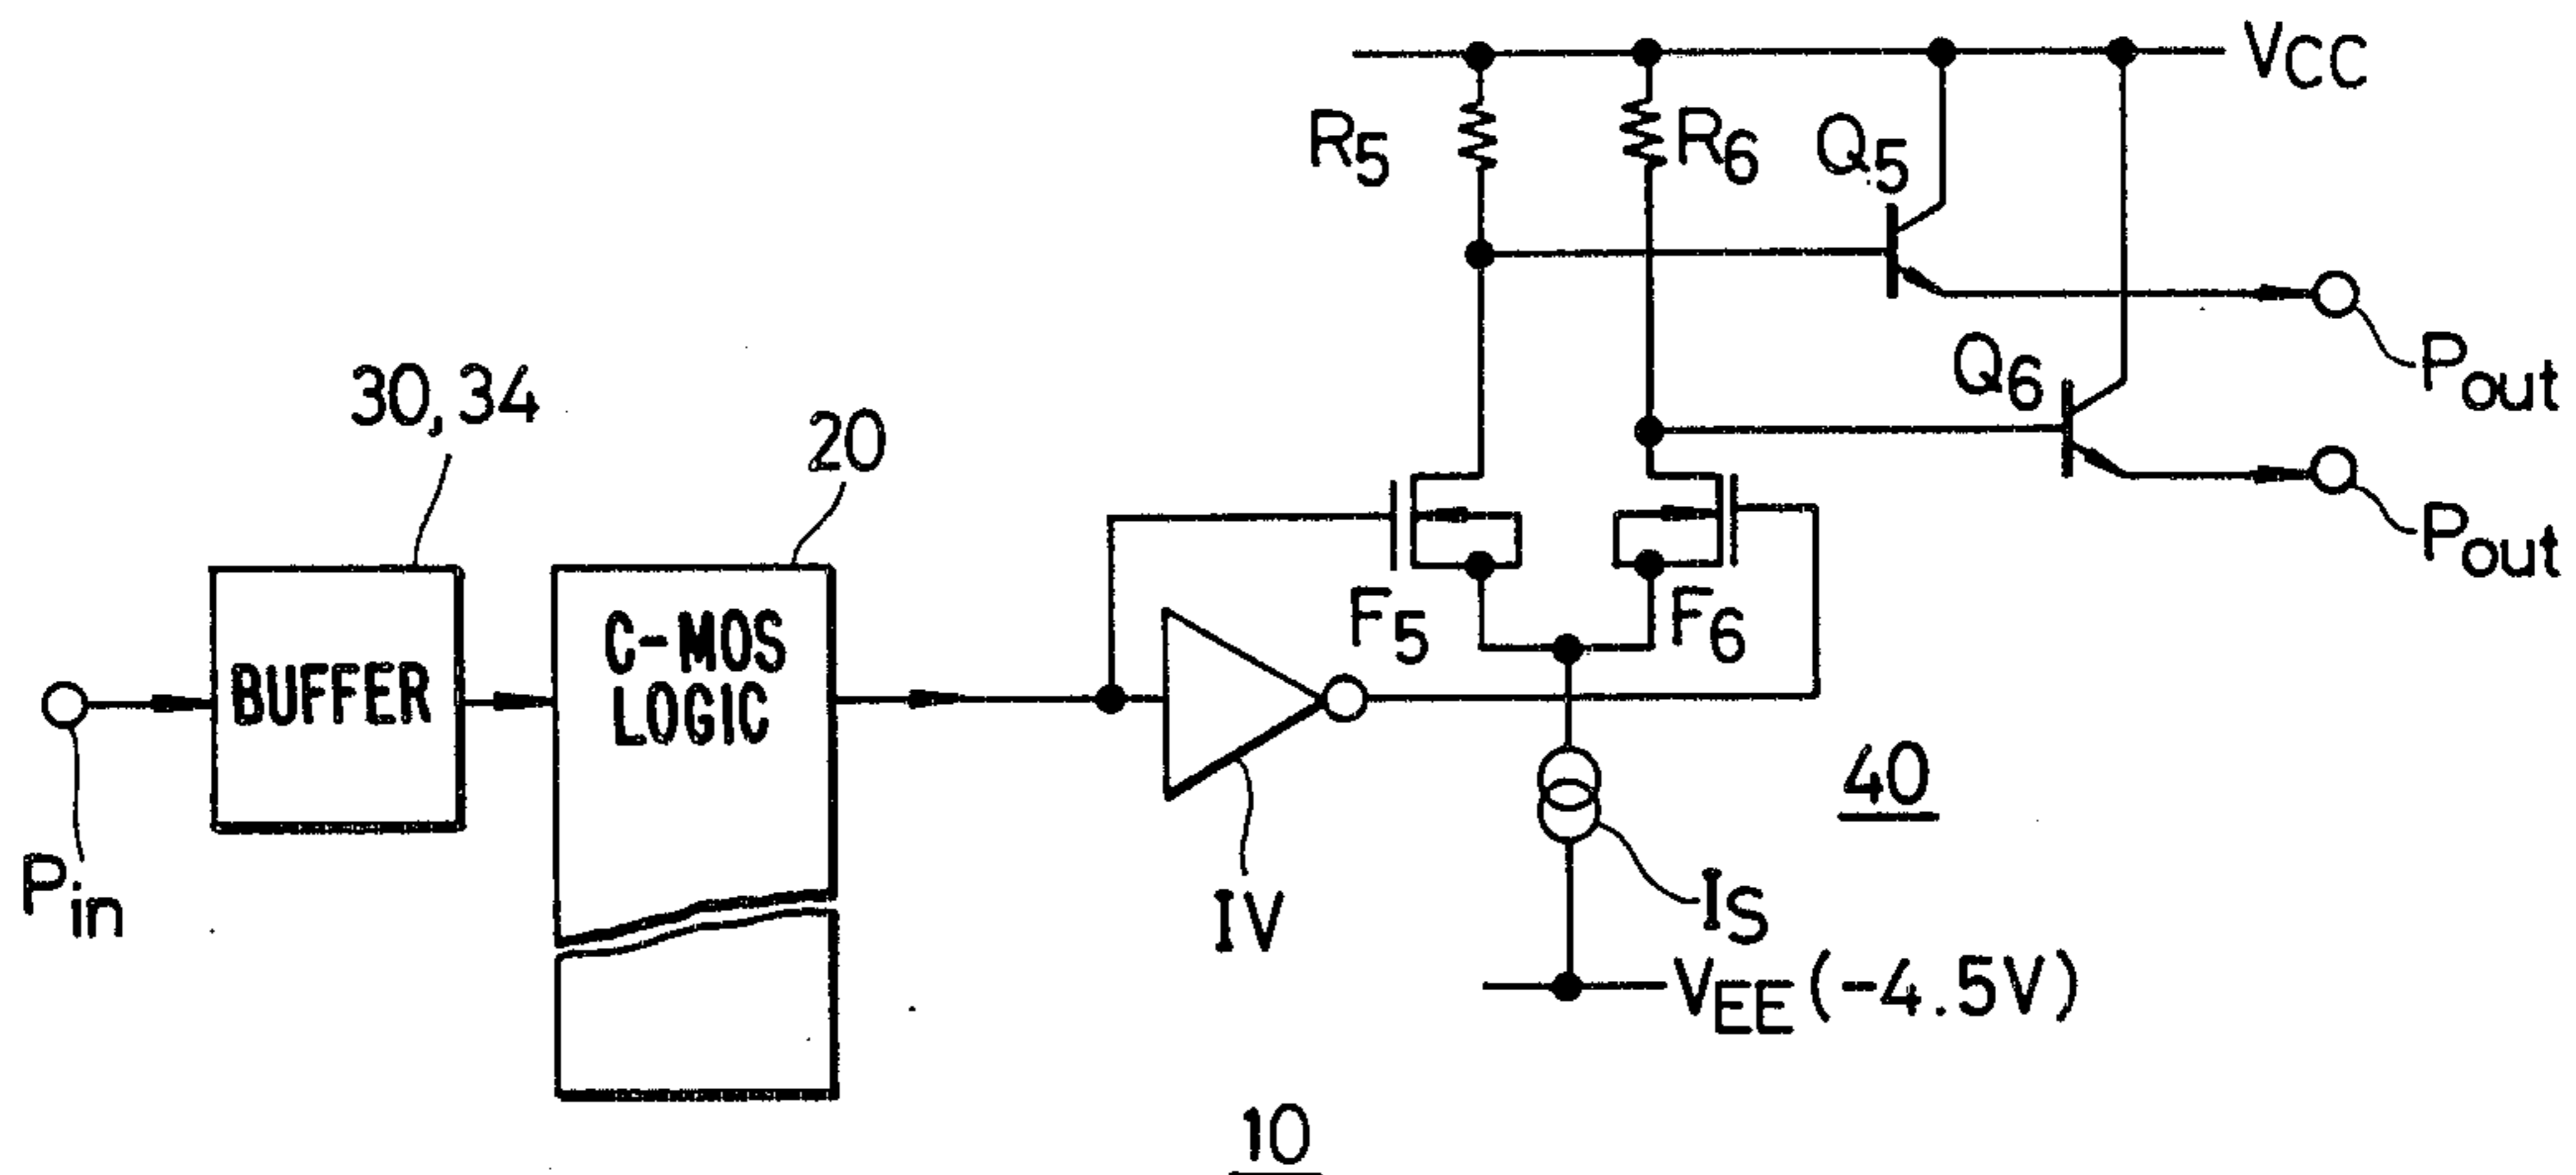 VCC
R5
R6
Q5
Pout
Q6
Pout
30, 34
20
BUFFER
C-MOS
LOGIC
F5
F6
Pin
IV
IS
40
VEE (-4.5V)
10